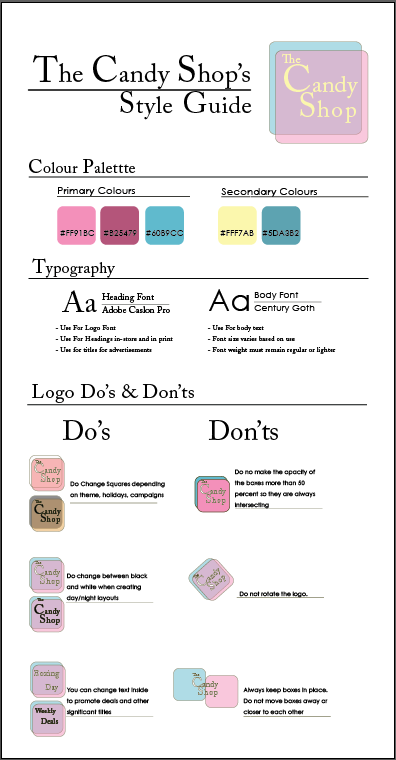 The Candy Shop's
Style Guide
The
Candy
Shop
Colour Palettte
Primary Colours
Secondary Colours
#FF91BC
#B25479
#60B9CC
#FFF7AB
#5DA3B2
Typography
Aa
Heading Font
Adobe Caslon Pro
- Use For Logo Font
- Use For Headings in-store and in print
- Use for titles for advertisements
Aa
Body Font
Century Goth
- Use For body text
- Font size varies based on use
- Font weight must remain regular or lighter
Logo Do's & Don'ts
Do's
Don'ts
The
Candy
Shop
The
Candy
Shop
Do Change Squares depending
on theme, holidays, campaigns
The
Candy
Shop
Do no make the opacity of
the boxes more than 50
percent so they are always
intersecting
The
Candy
Shop
The
Candy
Shop
Do change between black
and while when creating
day/night layouts
The
Candy
Shop
Do not rotate the logo.
Boxing
Day
Weekly
Deals
You can change text inside
to promote deals and other
significant titles
The
Candy
Shop
Always keep boxes in place.
Do not move boxes away or
closer to each other